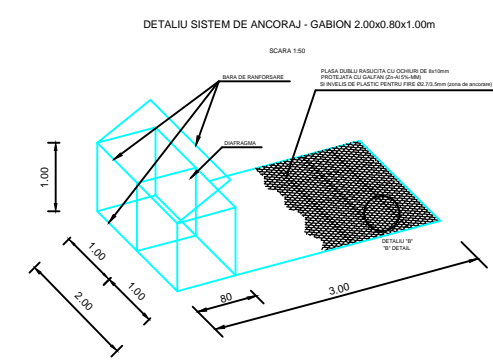 DETALIU SISTEM DE ANCORAJ - GABION 2.00x0.80x1.00m
SCARA 1:50
PLASA DUBLU RASUCITA CU OCHIURI DE 8x10mm
PROTEJATA CU GALFAN (Zn-Al5%-MM)
SI INVELIS DE PLASTIC PENTRU FIRE Ø2.7/3.5mm (zona de ancorare)
BARA DE RANFORSARE
DIAFRAGMA
1.00
1.00
1.00
2.00
80
3.00
DETALIU "B"
"B" DETAIL